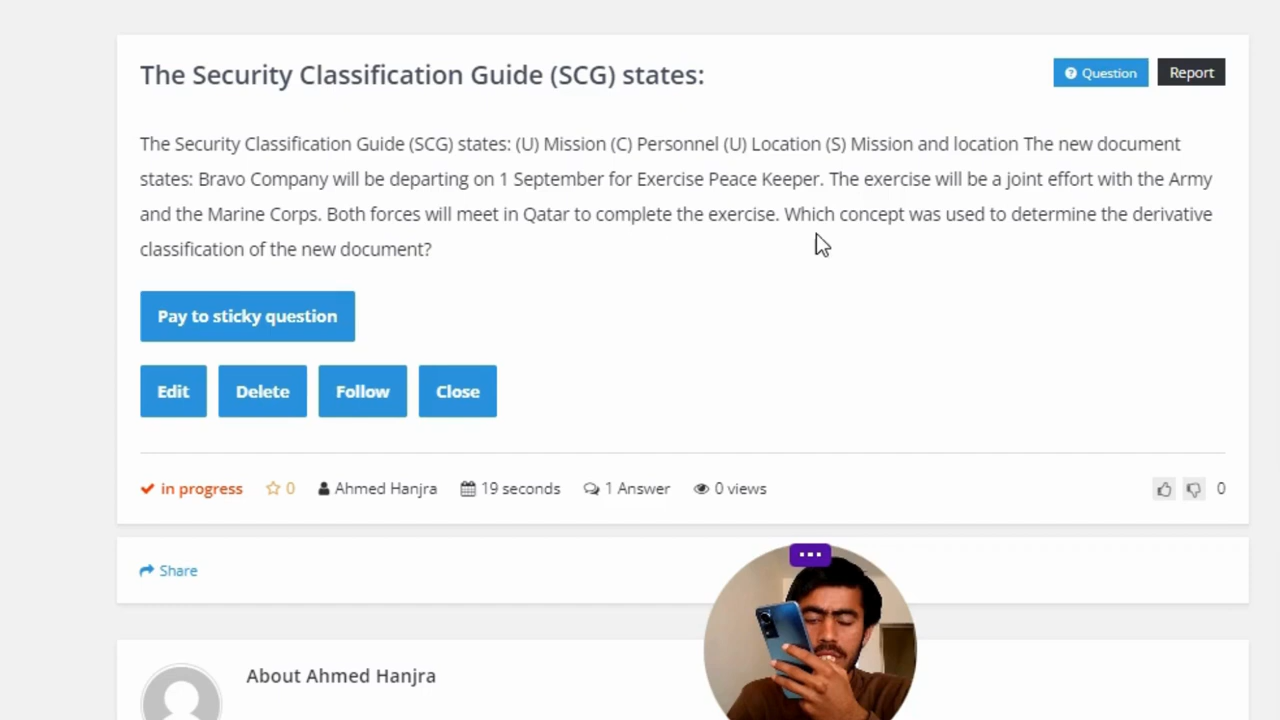 The Security Classification Guide (SCG) states:
Question
Report
The Security Classification Guide (SCG) states: (U) Mission (C) Personnel (U) Location (S) Mission and location The new document
states: Bravo Company will be departing on 1 September for Exercise Peace Keeper. The exercise will be a joint effort with the Army
and the Marine Corps. Both forces will meet in Qatar to complete the exercise. Which concept was used to determine the derivative
classification of the new document?
Pay to sticky question
Edit Delete Follow Close
in progress 0 Ahmed Hanjra 19 seconds 1 Answer 0 views 0
Share
About Ahmed Hanjra